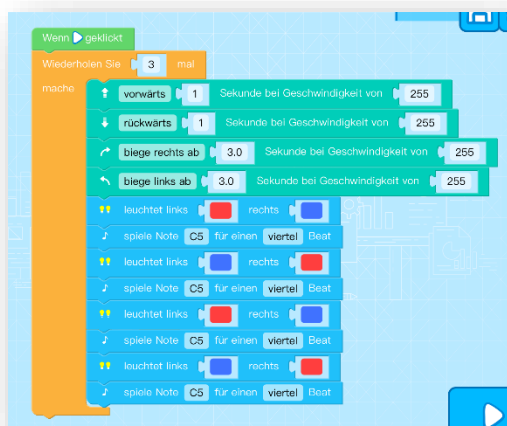 Wenn geklickt
Wiederholen Sie 3 mal
mache
vorwärts 1 Sekunde bei Geschwindigkeit von 255
rückwärts 1 Sekunde bei Geschwindigkeit von 255
biege rechts ab 3.0 Sekunde bei Geschwindigkeit von 255
biege links ab 3.0 Sekunde bei Geschwindigkeit von 255
leuchtet links rechts
spiele Note C5 für einen viertel Beat
leuchtet links rechts
spiele Note C5 für einen viertel Beat
leuchtet links rechts
spiele Note C5 für einen viertel Beat
leuchtet links rechts
spiele Note C5 für einen viertel Beat